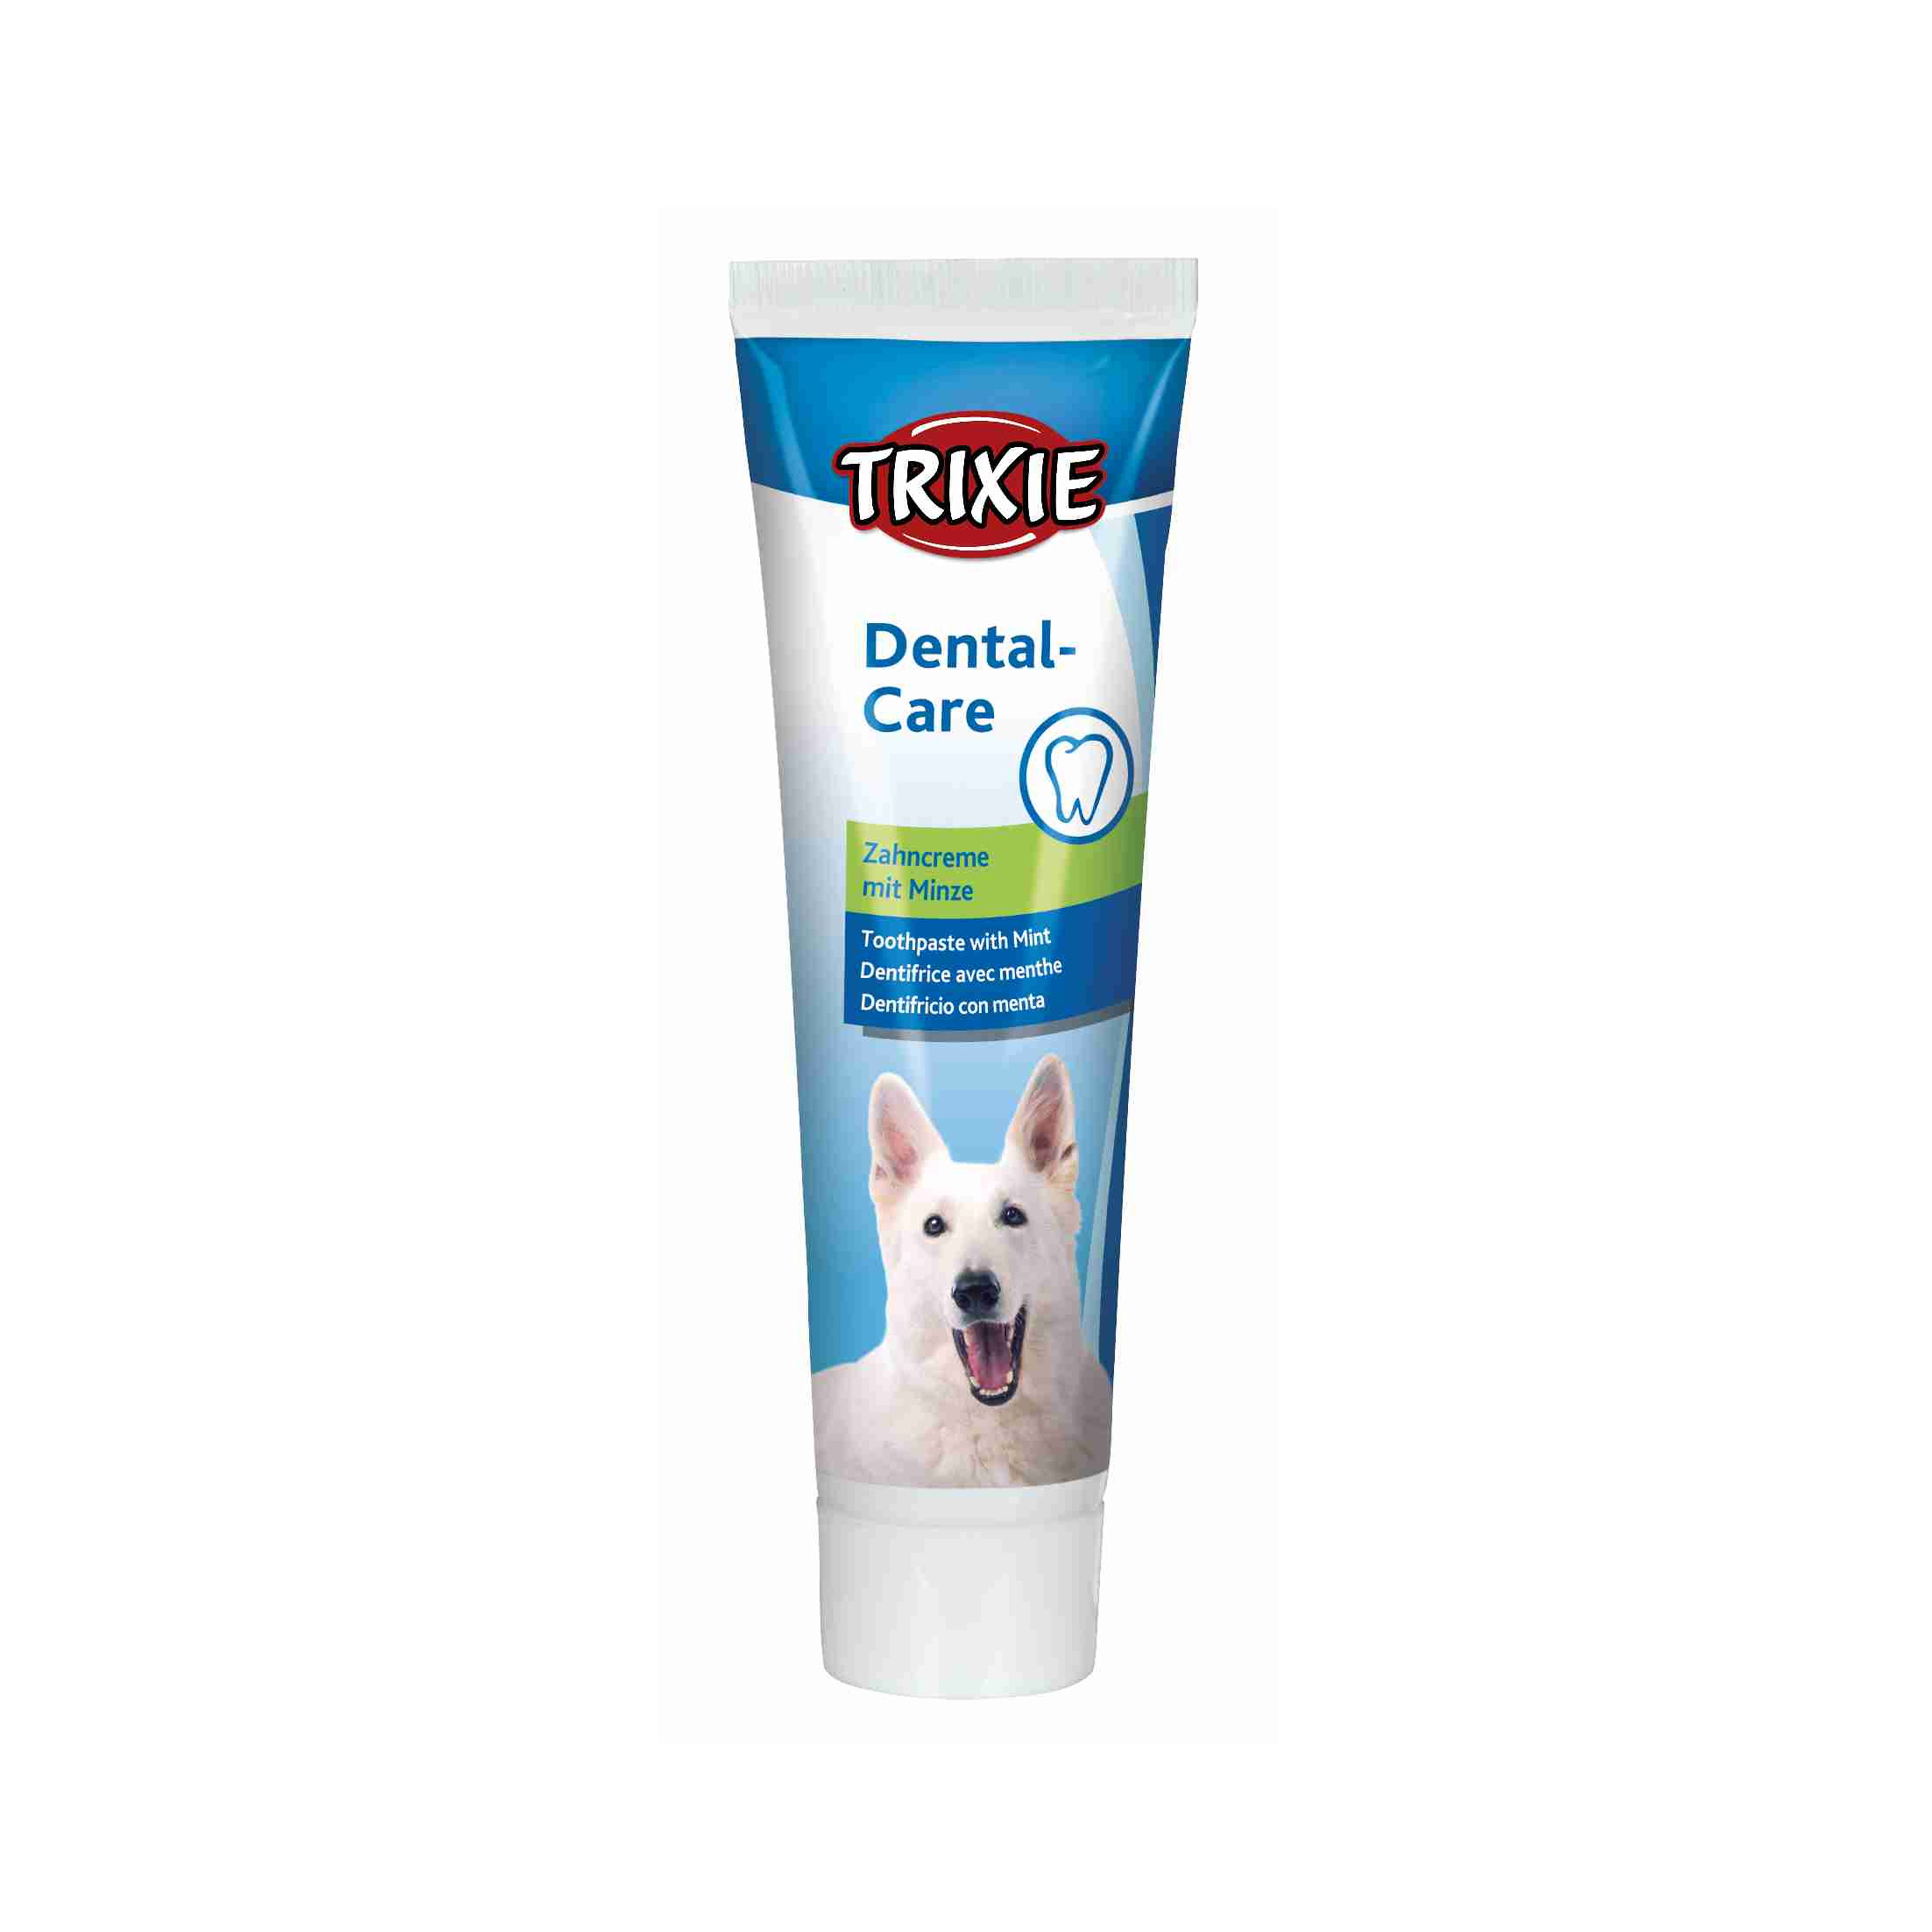 TRIXIE
Dental-
Care
Zahncreme
mit Minze
Toothpaste with Mint
Dentifrice avec menthe
Dentifricio con menta